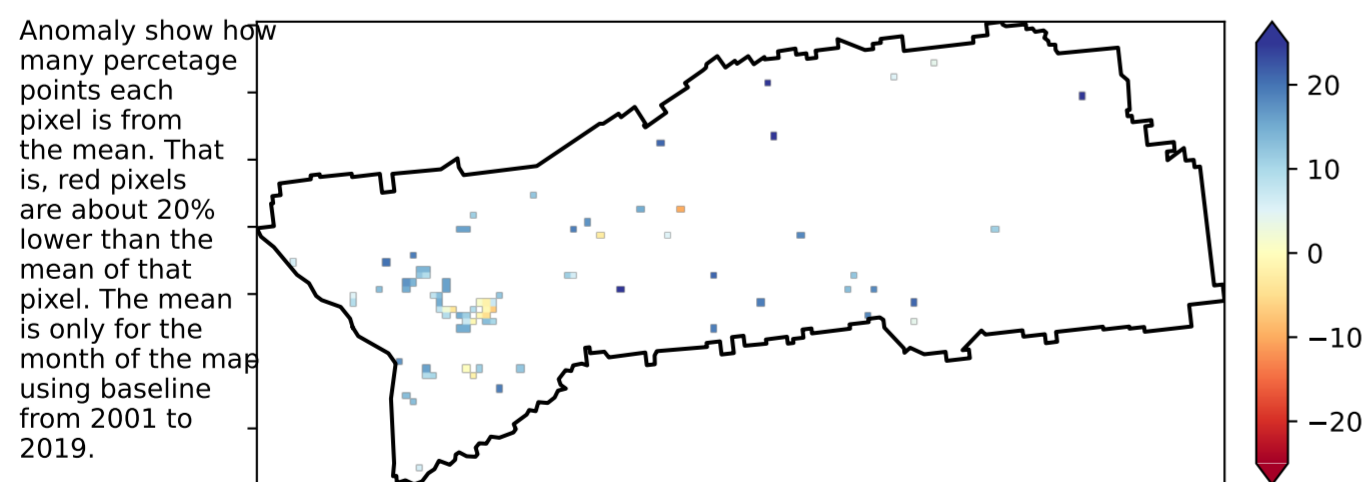 Anomaly show how
many percetage
points each
pixel is from
the mean. That
is, red pixels
are about 20%
lower than the
mean of that
pixel. The mean
is only for the
month of the map
using baseline
from 2001 to
2019.
20
10
0
−10
−20